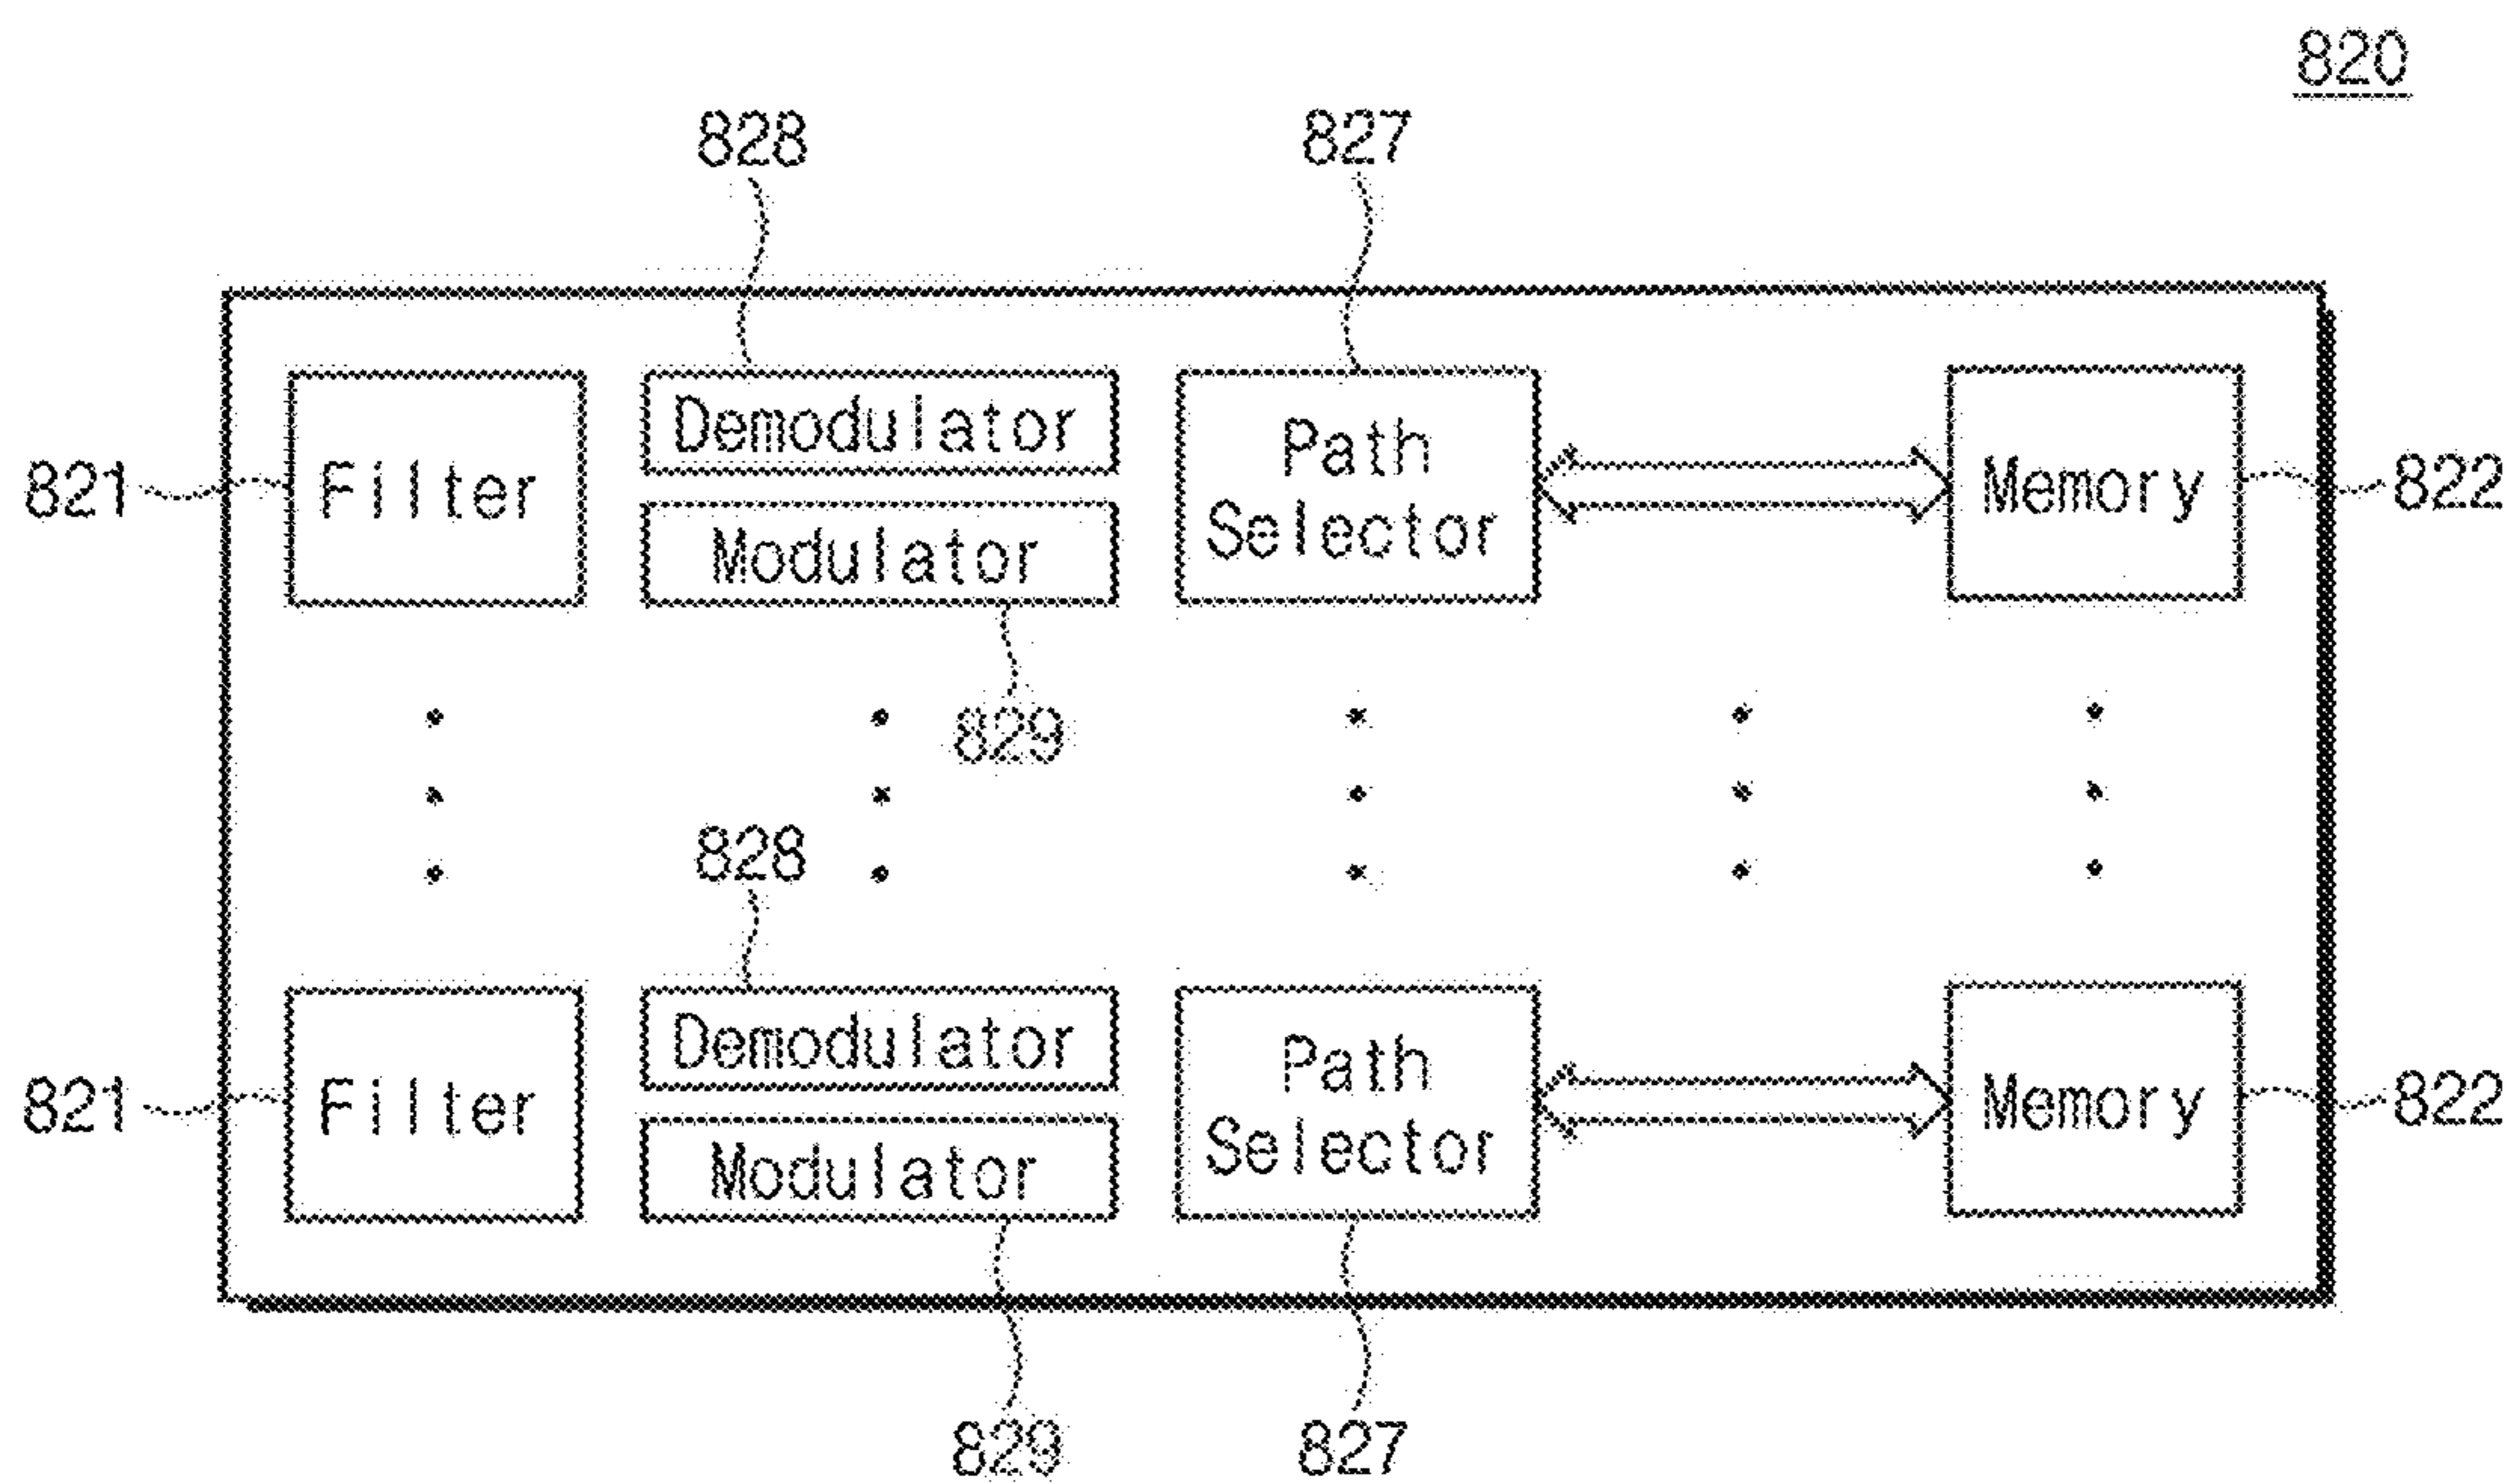 820
828
827
Demodulator
Path
Selector
821
Filter
Memory
822
Modulator
829
828
Demodulator
Path
Selector
821
Filter
Memory
822
Modulator
829
827